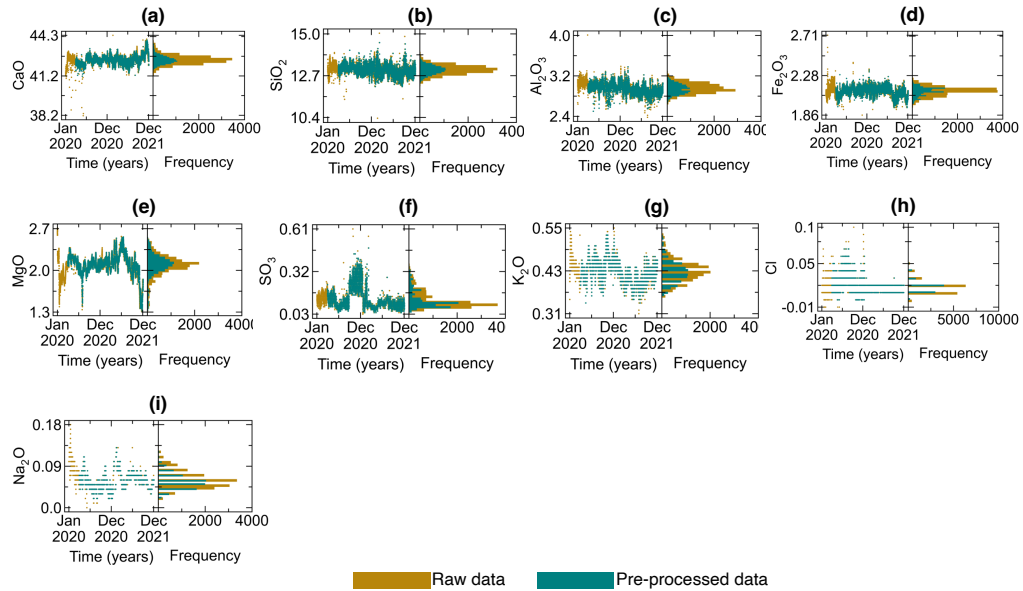 (a)
44.3
41.2
38.2
CaO
Jan 2020
Dec 2020
Dec 2021
2000
4000
Time (years)
Frequency
(b)
15.0
12.7
10.4
SiO2
Jan 2020
Dec 2020
Dec 2021
2000
400
Time (years)
Frequency
(c)
4.0
3.2
2.4
Al2O3
Jan 2020
Dec 2020
Dec 2021
2000
400
Time (years)
Frequency
(d)
2.71
2.28
1.86
Fe2O3
Jan 2020
Dec 2020
Dec 2021
2000
4000
Time (years)
Frequency
(e)
2.7
2.0
1.3
MgO
Jan 2020
Dec 2020
Dec 2021
2000
4000
Time (years)
Frequency
(f)
0.61
0.32
0.03
SO3
Jan 2020
Dec 2020
Dec 2021
2000
40
Time (years)
Frequency
(g)
0.55
0.43
0.31
K2O
Jan 2020
Dec 2020
Dec 2021
2000
400
Time (years)
Frequency
(h)
0.1
0.05
-0.01
Cl
Jan 2020
Dec 2020
Dec 2021
5000
10000
Time (years)
Frequency
(i)
0.18
0.09
0.0
Na2O
Jan 2020
Dec 2020
Dec 2021
2000
4000
Time (years)
Frequency
Raw data
Pre-processed data